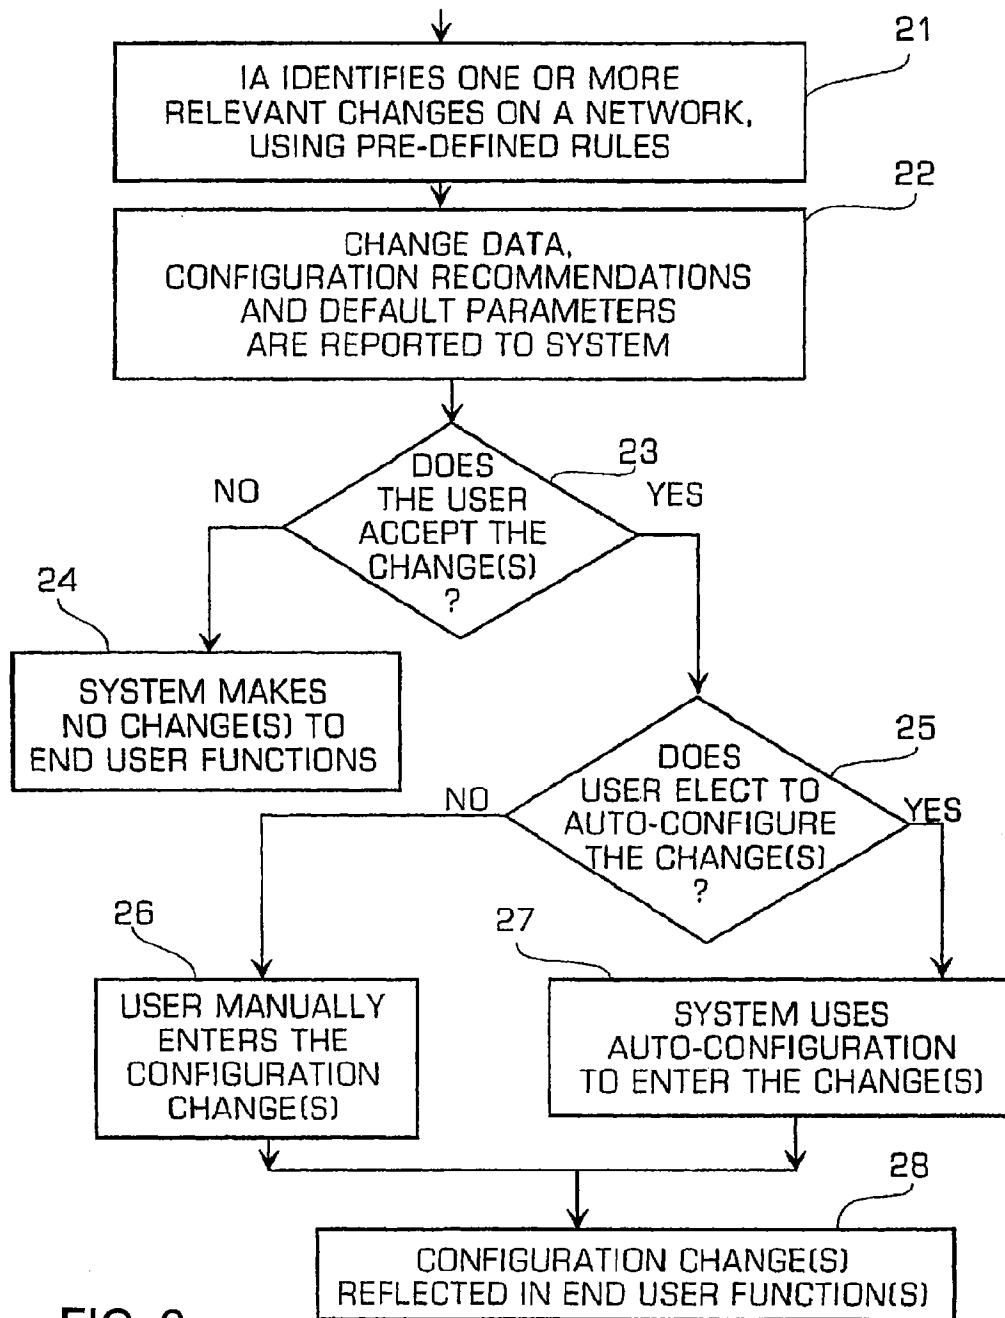 21
IA IDENTIFIES ONE OR MORE
RELEVANT CHANGES ON A NETWORK,
USING PRE-DEFINED RULES
22
CHANGE DATA,
CONFIGURATION RECOMMENDATIONS
AND DEFAULT PARAMETERS
ARE REPORTED TO SYSTEM
23
DOES
THE USER
ACCEPT THE
CHANGE(S)
?
NO
YES
24
SYSTEM MAKES
NO CHANGE(S) TO
END USER FUNCTIONS
25
DOES
USER ELECT TO
AUTO-CONFIGURE
THE CHANGE(S)
?
NO
YES
26
USER MANUALLY
ENTERS THE
CONFIGURATION
CHANGE(S)
27
SYSTEM USES
AUTO-CONFIGURATION
TO ENTER THE CHANGE(S)
28
CONFIGURATION CHANGE(S)
REFLECTED IN END USER FUNCTION(S)
FIG.